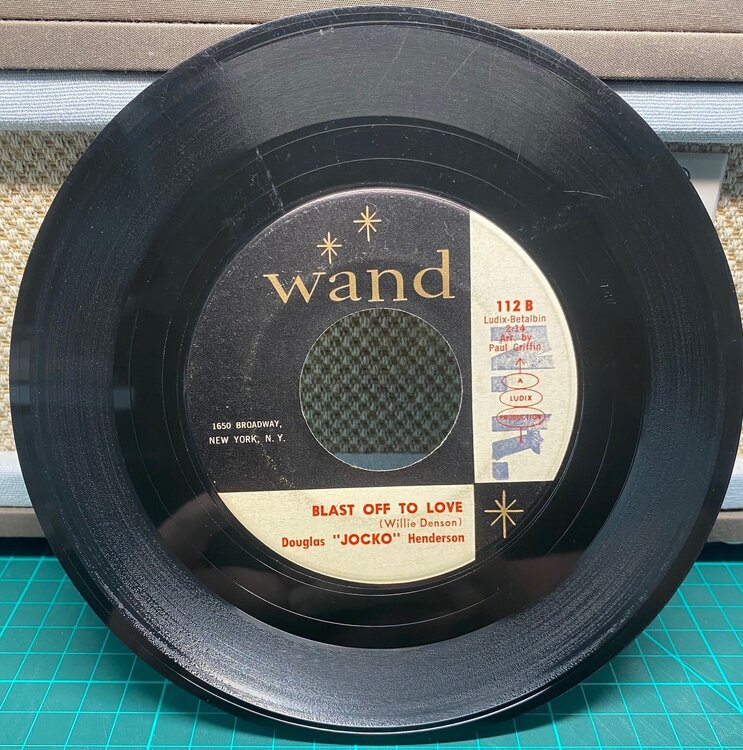 wand
112 B
Ludix-Betalbin
2:14
Arr. by
Paul Griffin
A
LUDIX
PRODUCTION
1650 BROADWAY,
NEW YORK, N. Y.
BLAST OFF TO LOVE
(Willie Denson)
Douglas "JOCKO" Henderson